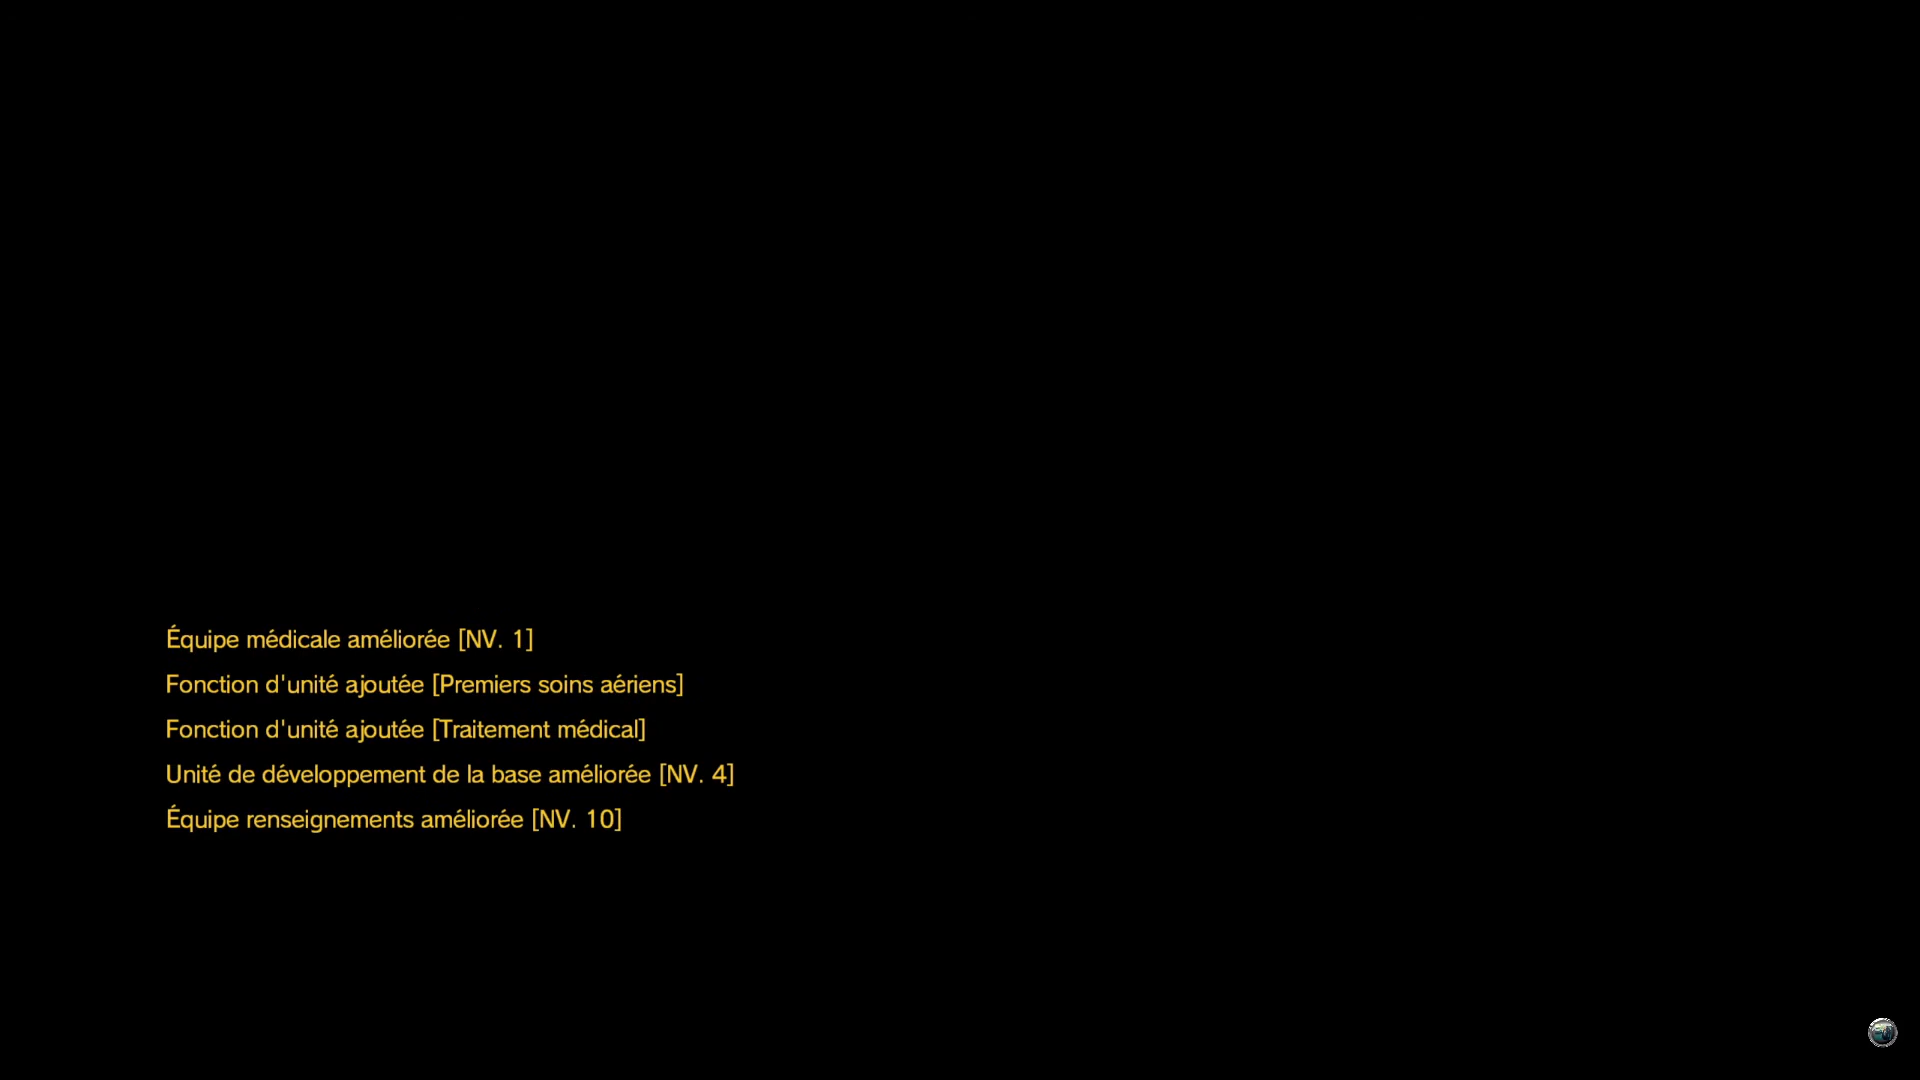 Équipe médicale améliorée [NV. 1]
Fonction d'unité ajoutée [Premiers soins aériens]
Fonction d'unité ajoutée [Traitement médical]
Unité de développement de la base améliorée [NV. 4]
Équipe renseignements améliorée [NV. 10]